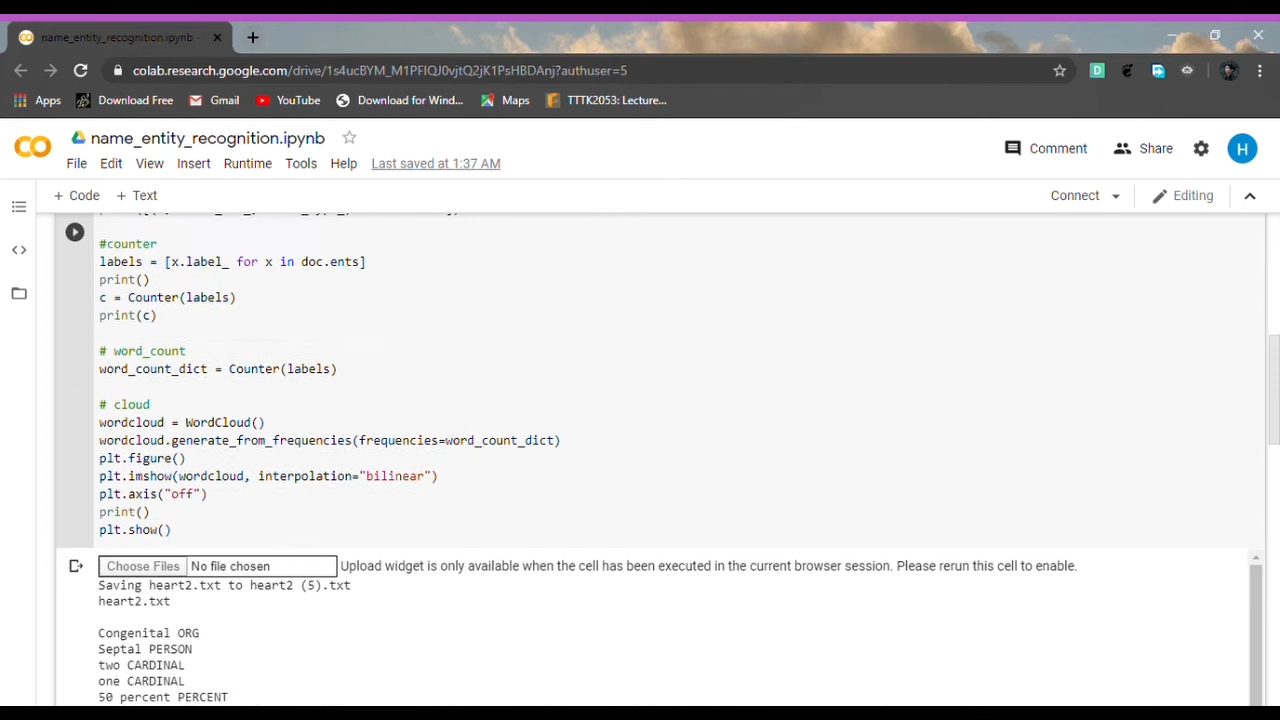 name_entity_recognition.ipynb
colab.research.google.com/drive/1s4ucBYM_M1PFIQJ0vjtQ2jK1PsHBDAnj?authuser=5
Apps Download Free Gmail YouTube Download for Wind... Maps TTTK2053: Lecture...
name_entity_recognition.ipynb
Comment Share H
File Edit View Insert Runtime Tools Help Last saved at 1:37 AM
+ Code + Text Connect Editing
#counter
labels = [x.label_ for x in doc.ents]
print()
c = Counter(labels)
print(c)
# word_count
word_count_dict = Counter(labels)
# cloud
wordcloud = WordCloud()
wordcloud.generate_from_frequencies(frequencies=word_count_dict)
plt.figure()
plt.imshow(wordcloud, interpolation="bilinear")
plt.axis("off")
print()
plt.show()
Choose Files No file chosen Upload widget is only available when the cell has been executed in the current browser session. Please rerun this cell to enable.
Saving heart2.txt to heart2 (5).txt
heart2.txt
Congenital ORG
Septal PERSON
two CARDINAL
one CARDINAL
50 percent PERCENT